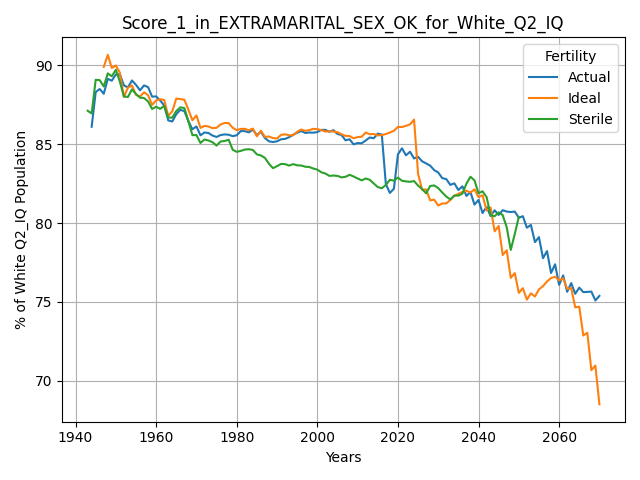 Score_1_in_EXTRAMARITAL_SEX_OK_for_White_Q2_IQ
Fertility
Actual
Ideal
Sterile
% of White Q2_IQ Population
90
85
80
75
70
1940
1960
1980
2000
2020
2040
2060
Years